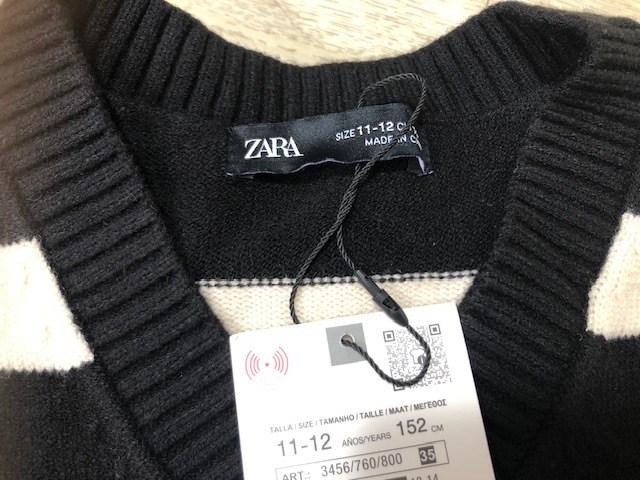 ZARA
SIZE 11-12
MADE IN
TALLA / SIZE / TAMANHO / TAILLE / MAAT / ΜΕΓΕΘΟΣ
11-12 AÑOS/YEARS 152 CM
ART.: 3456/760/800 35